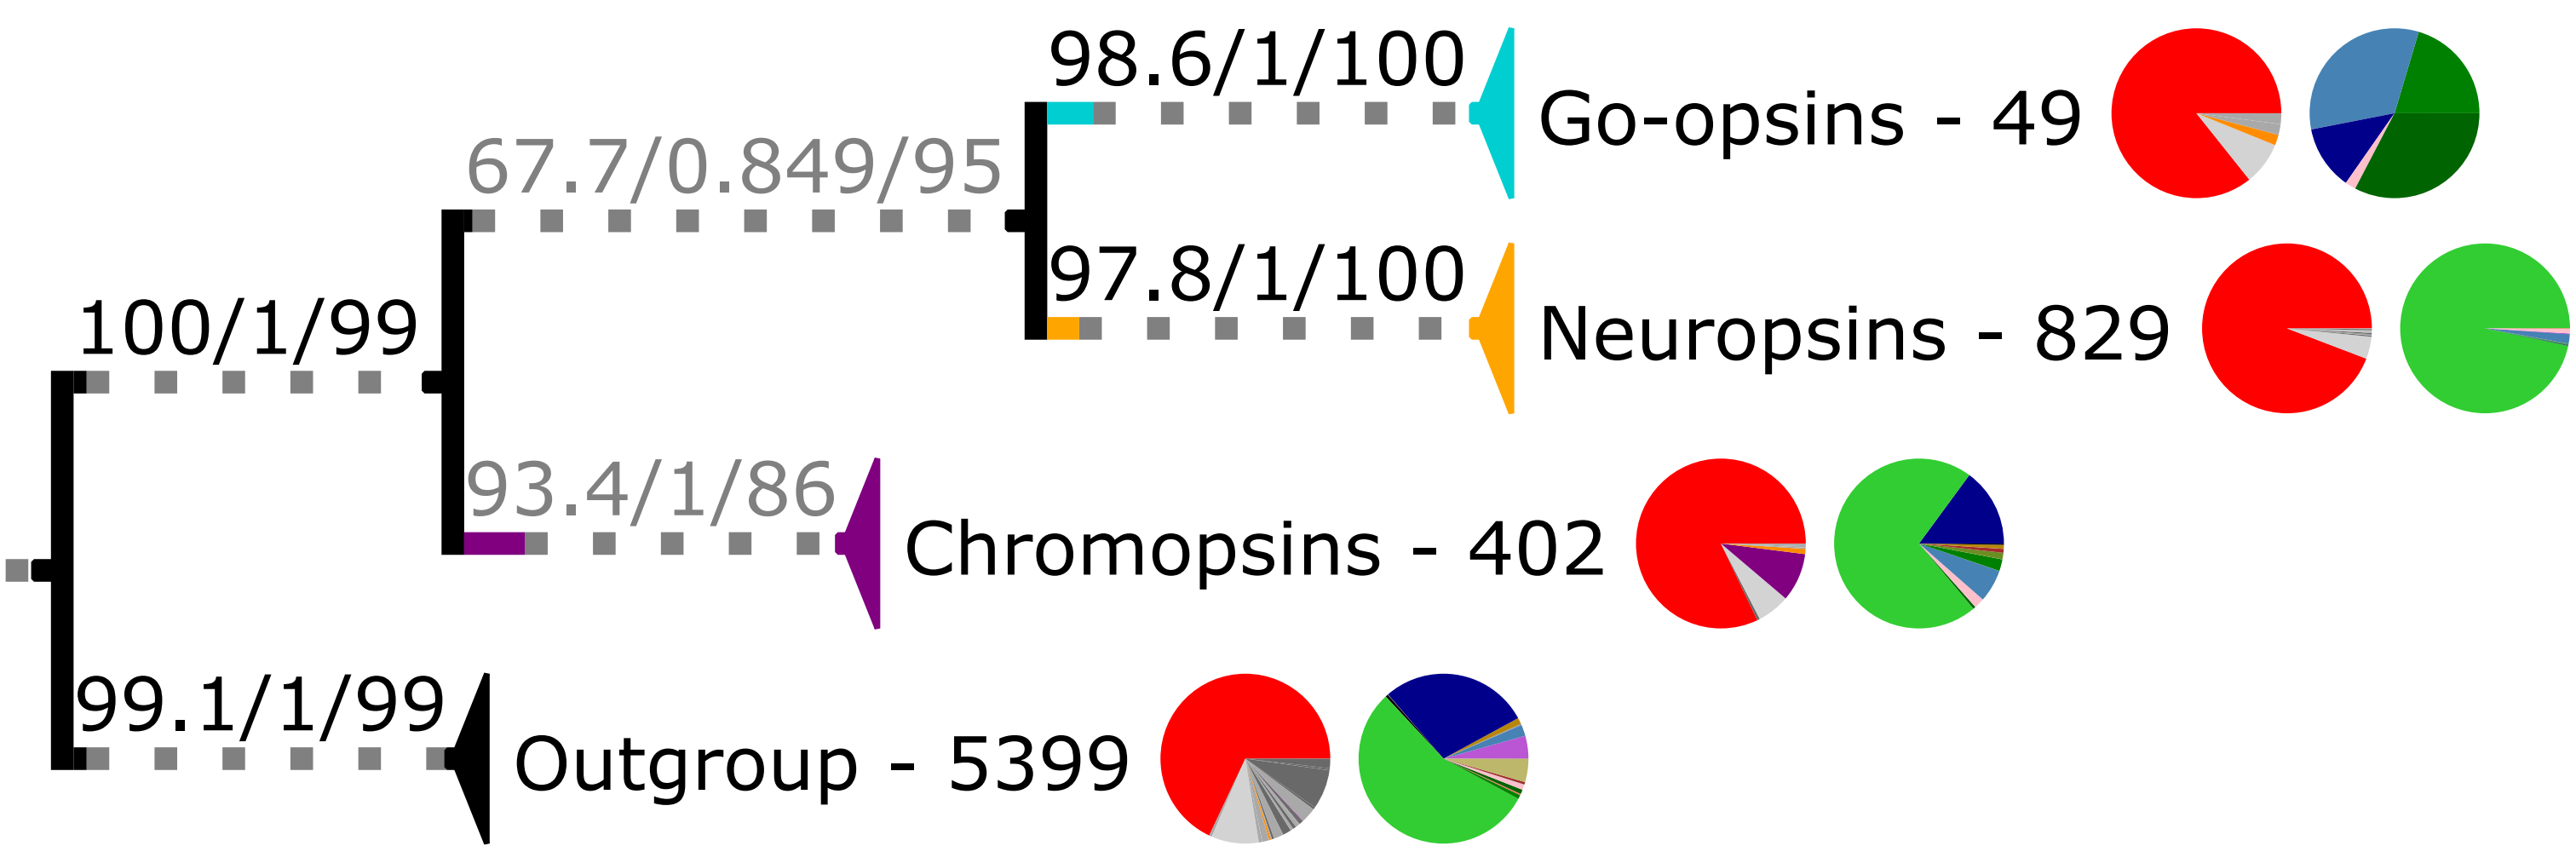 98.6/1/100
Go-opsins - 49
67.7/0.849/95
97.8/1/100
Neuropsins - 829
100/1/99
93.4/1/86
Chromopsins - 402
99.1/1/99
Outgroup - 5399